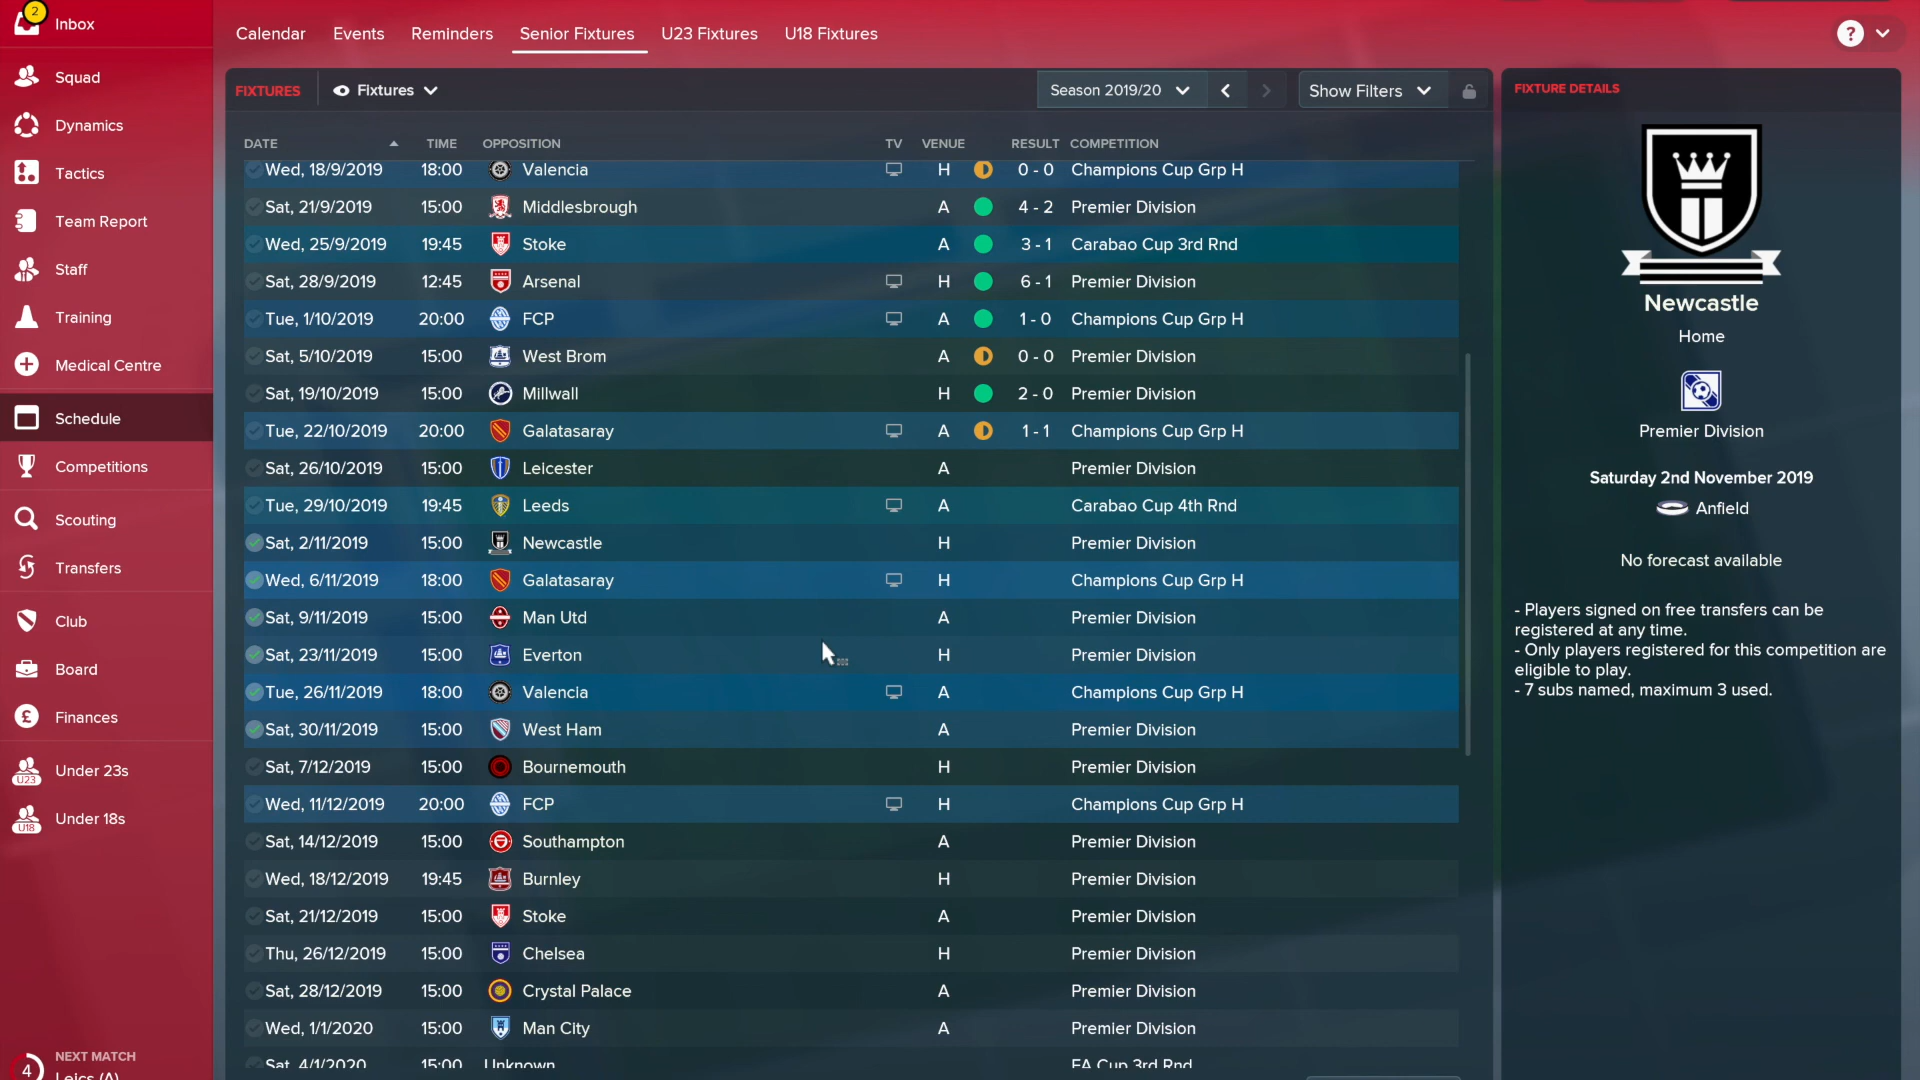 2
Inbox
Squad
Dynamics
Tactics
Team Report
Staff
Training
Medical Centre
Schedule
Competitions
Scouting
Transfers
Club
Board
£
Finances
U23
Under 23s
U18
Under 18s
4
NEXT MATCH
Leics (A)
Calendar Events Reminders Senior Fixtures U23 Fixtures U18 Fixtures
?
FIXTURES Fixtures Season 2019/20 Show Filters
DATE TIME OPPOSITION TV VENUE RESULT COMPETITION
Wed, 18/9/2019 18:00 Valencia H 0 - 0 Champions Cup Grp H
Sat, 21/9/2019 15:00 Middlesbrough A 4 - 2 Premier Division
Wed, 25/9/2019 19:45 Stoke A 3 - 1 Carabao Cup 3rd Rnd
Sat, 28/9/2019 12:45 Arsenal H 6 - 1 Premier Division
Tue, 1/10/2019 20:00 FCP A 1 - 0 Champions Cup Grp H
Sat, 5/10/2019 15:00 West Brom A 0 - 0 Premier Division
Sat, 19/10/2019 15:00 Millwall H 2 - 0 Premier Division
Tue, 22/10/2019 20:00 Galatasaray A 1 - 1 Champions Cup Grp H
Sat, 26/10/2019 15:00 Leicester A Premier Division
Tue, 29/10/2019 19:45 Leeds A Carabao Cup 4th Rnd
Sat, 2/11/2019 15:00 Newcastle H Premier Division
Wed, 6/11/2019 18:00 Galatasaray H Champions Cup Grp H
Sat, 9/11/2019 15:00 Man Utd A Premier Division
Sat, 23/11/2019 15:00 Everton H Premier Division
Tue, 26/11/2019 18:00 Valencia A Champions Cup Grp H
Sat, 30/11/2019 15:00 West Ham A Premier Division
Sat, 7/12/2019 15:00 Bournemouth H Premier Division
Wed, 11/12/2019 20:00 FCP H Champions Cup Grp H
Sat, 14/12/2019 15:00 Southampton A Premier Division
Wed, 18/12/2019 19:45 Burnley H Premier Division
Sat, 21/12/2019 15:00 Stoke A Premier Division
Thu, 26/12/2019 15:00 Chelsea H Premier Division
Sat, 28/12/2019 15:00 Crystal Palace A Premier Division
Wed, 1/1/2020 15:00 Man City A Premier Division
Sat, 4/1/2020 15:00 Unknown FA Cup 3rd Rnd
FIXTURE DETAILS
Newcastle
Home
Premier Division
Saturday 2nd November 2019
Anfield
No forecast available
- Players signed on free transfers can be
registered at any time.
- Only players registered for this competition are
eligible to play.
- 7 subs named, maximum 3 used.